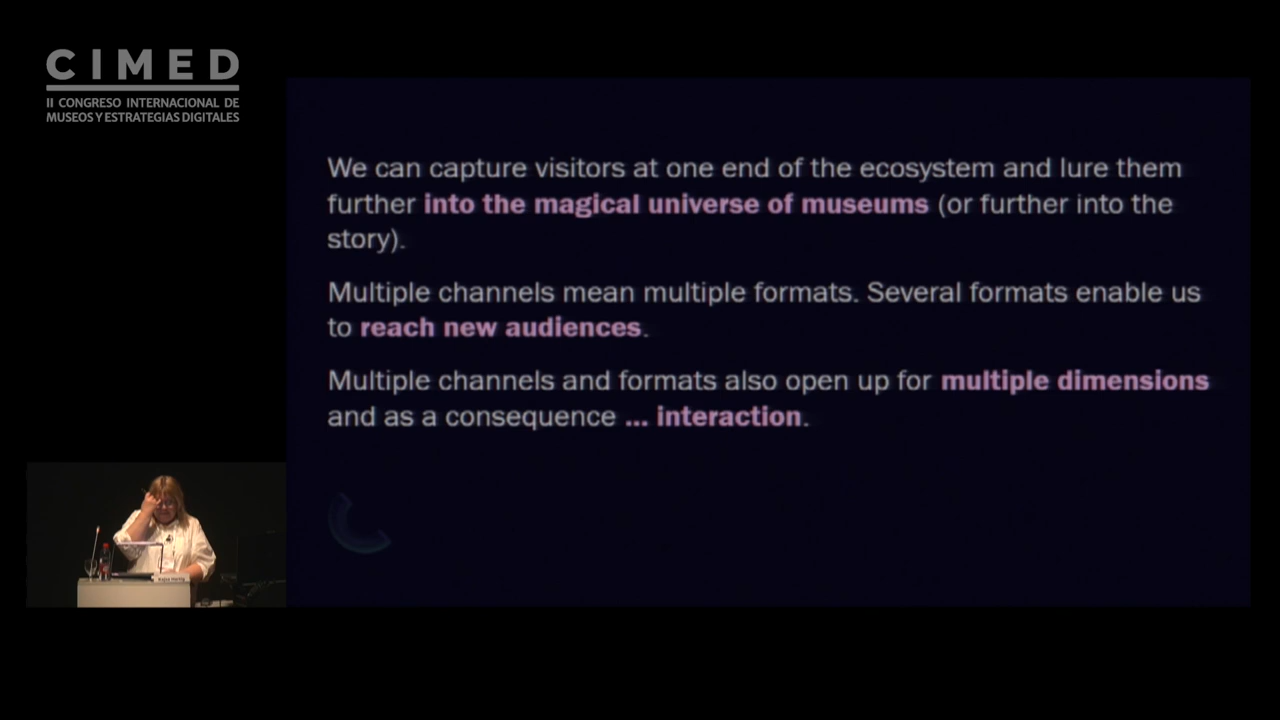 CIMED
II CONGRESO INTERNACIONAL DE
MUSEOS Y ESTRATEGIAS DIGITALES
We can capture visitors at one end of the ecosystem and lure them
further into the magical universe of museums (or further into the
story).
Multiple channels mean multiple formats. Several formats enable us
to reach new audiences.
Multiple channels and formats also open up for multiple dimensions
and as a consequence ... interaction.